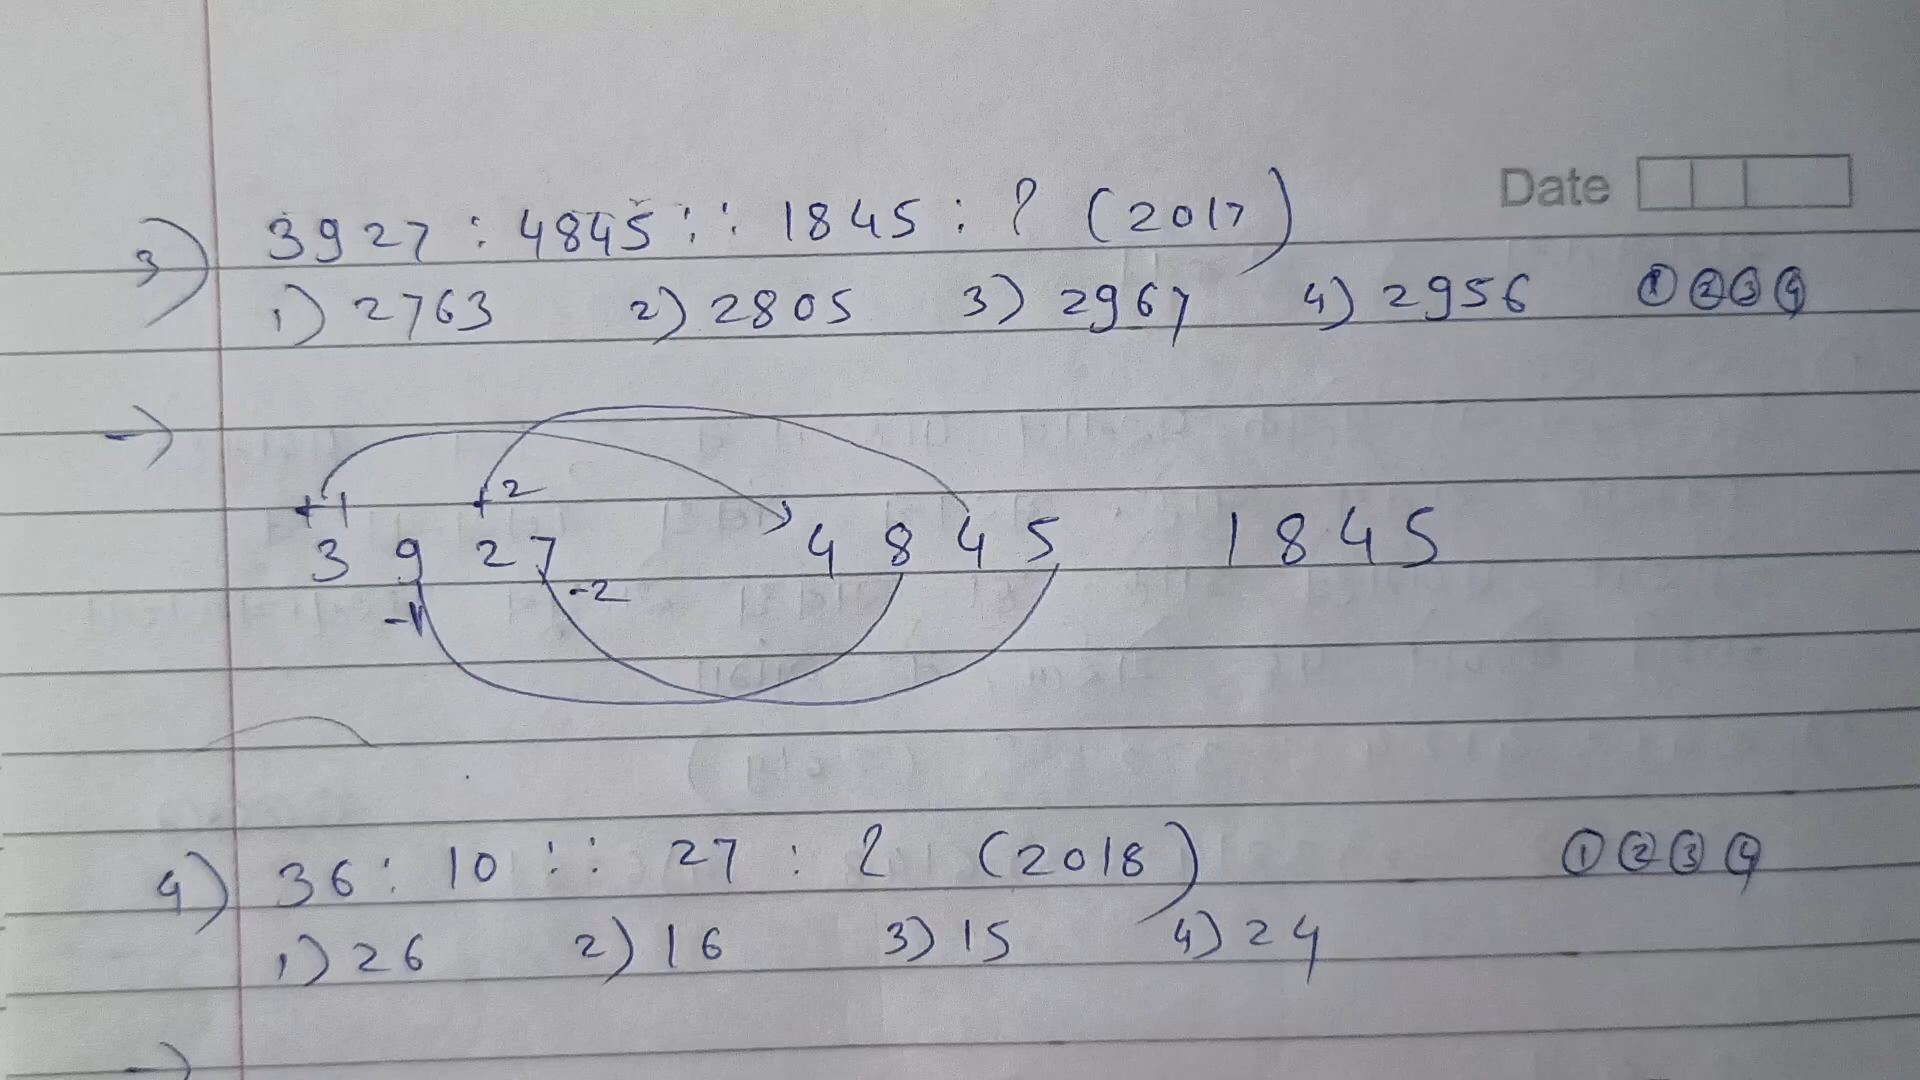 Date
3) 3927 : 4845 :: 1845 : ? (2017)
1) 2763 2) 2805 3) 2967 4) 2956 ① ② ③ ④
→
+1 +2
3 9 2 7 4 8 4 5 1 8 4 5
-1 -2
4) 36 : 10 :: 27 : ? (2018) ① ② ③ ④
1) 26 2) 16 3) 15 4) 24
→